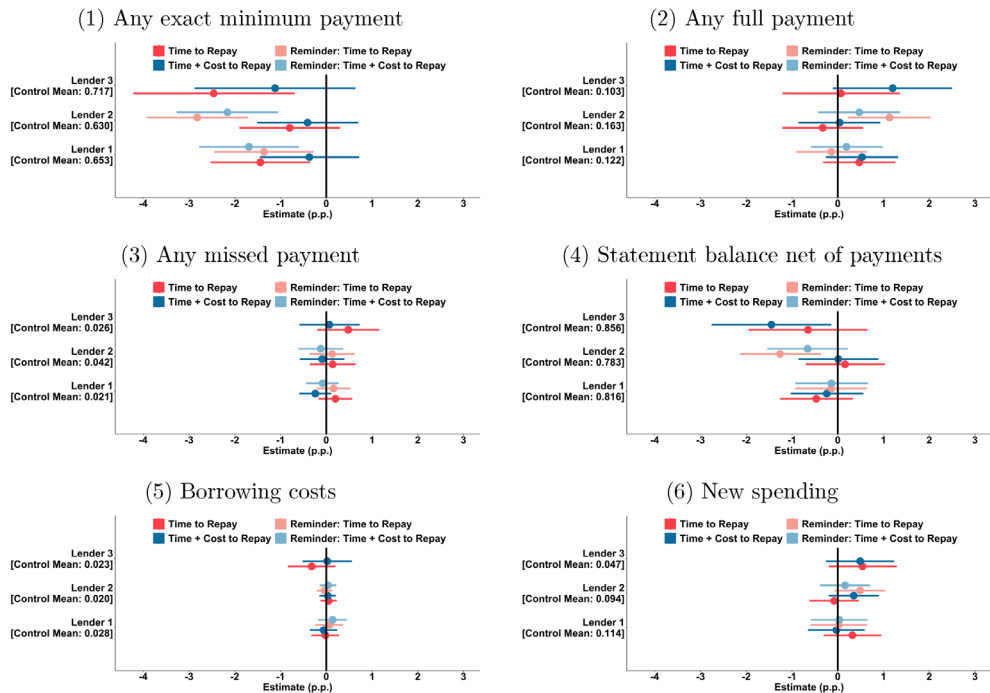 (1) Any exact minimum payment
Time to Repay
Reminder: Time to Repay
Time + Cost to Repay
Reminder: Time + Cost to Repay
Lender 3
[Control Mean: 0.717]
Lender 2
[Control Mean: 0.630]
Lender 1
[Control Mean: 0.653]
-4 -3 -2 -1 0 1 2 3
Estimate (p.p.)
(2) Any full payment
Time to Repay
Reminder: Time to Repay
Time + Cost to Repay
Reminder: Time + Cost to Repay
Lender 3
[Control Mean: 0.103]
Lender 2
[Control Mean: 0.163]
Lender 1
[Control Mean: 0.122]
-4 -3 -2 -1 0 1 2 3
Estimate (p.p.)
(3) Any missed payment
Time to Repay
Reminder: Time to Repay
Time + Cost to Repay
Reminder: Time + Cost to Repay
Lender 3
[Control Mean: 0.026]
Lender 2
[Control Mean: 0.042]
Lender 1
[Control Mean: 0.021]
-4 -3 -2 -1 0 1 2 3
Estimate (p.p.)
(4) Statement balance net of payments
Time to Repay
Reminder: Time to Repay
Time + Cost to Repay
Reminder: Time + Cost to Repay
Lender 3
[Control Mean: 0.856]
Lender 2
[Control Mean: 0.783]
Lender 1
[Control Mean: 0.816]
-4 -3 -2 -1 0 1 2 3
Estimate (p.p.)
(5) Borrowing costs
Time to Repay
Reminder: Time to Repay
Time + Cost to Repay
Reminder: Time + Cost to Repay
Lender 3
[Control Mean: 0.023]
Lender 2
[Control Mean: 0.020]
Lender 1
[Control Mean: 0.028]
-4 -3 -2 -1 0 1 2 3
Estimate (p.p.)
(6) New spending
Time to Repay
Reminder: Time to Repay
Time + Cost to Repay
Reminder: Time + Cost to Repay
Lender 3
[Control Mean: 0.047]
Lender 2
[Control Mean: 0.094]
Lender 1
[Control Mean: 0.114]
-4 -3 -2 -1 0 1 2 3
Estimate (p.p.)